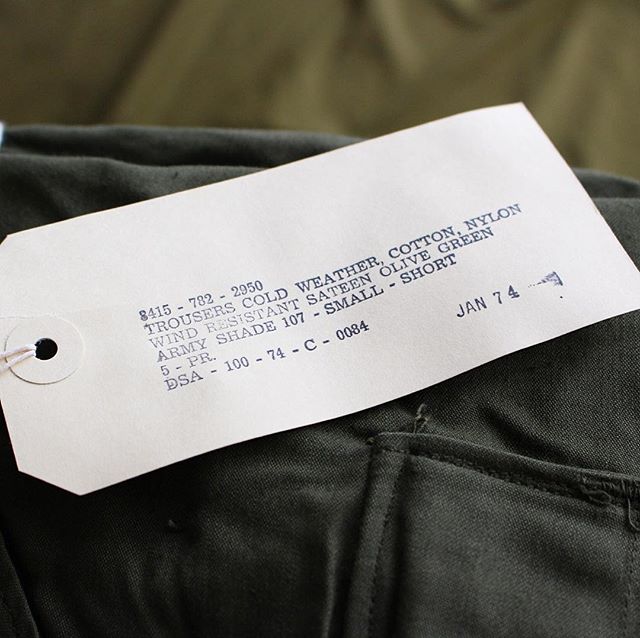 8415 - 782 - 2950
TROUSERS COLD WEATHER, COTTON, NYLON
WIND RESISTANT SATEEN OLIVE GREEN
ARMY SHADE 107 - SMALL - SHORT
5 - PR.
DSA - 100 - 74 - C - 0084
JAN 74